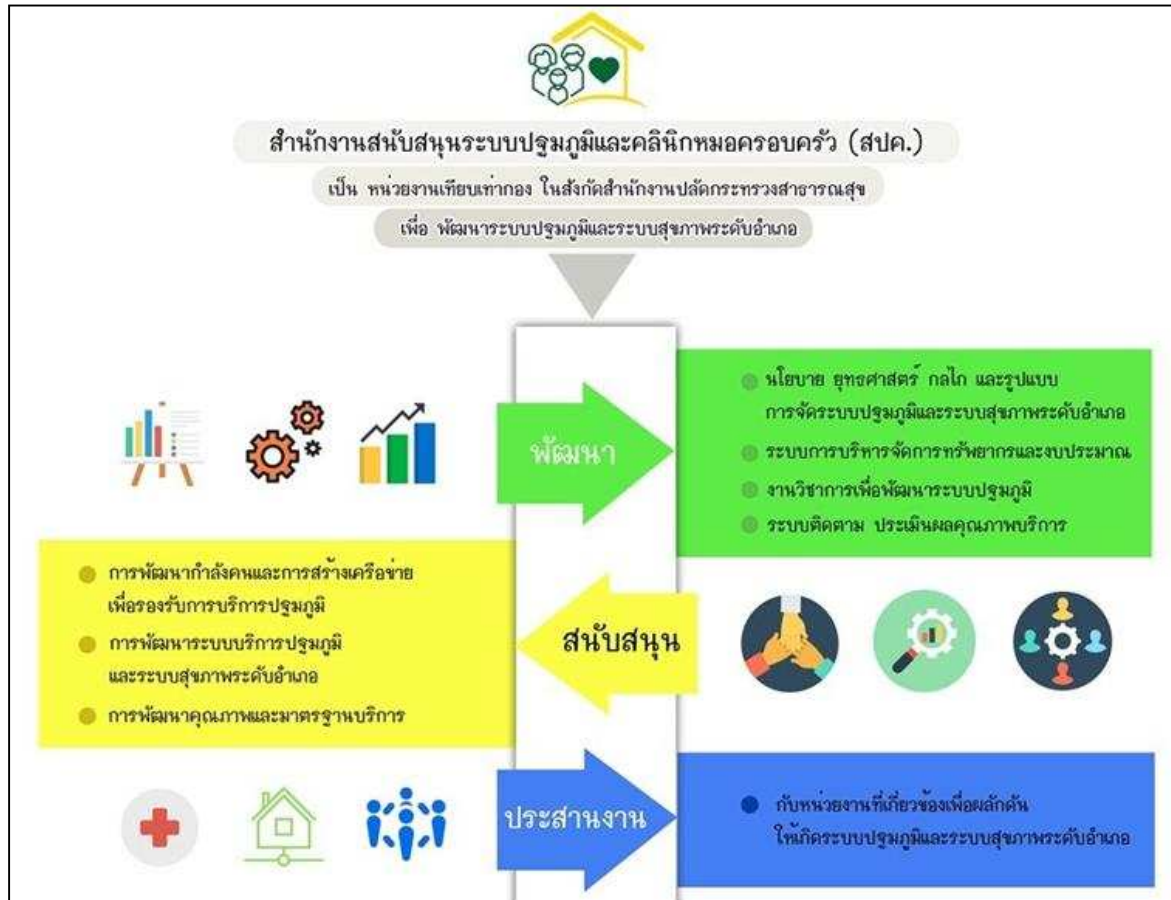 สำนักงานสนับสนุนระบบปฐมภูมิและคลินิกหมอครอบครัว (สปค.)
เป็น หน่วยงานเทียบเท่ากอง ในสังกัดสำนักงานปลัดกระทรวงสาธารณสุข
เพื่อ พัฒนาระบบปฐมภูมิและระบบสุขภาพระดับอำเภอ
พัฒนา
นโยบาย ยุทธศาสตร์ กลไก และรูปแบบ
การจัดระบบปฐมภูมิและระบบสุขภาพระดับอำเภอ
ระบบการบริหารจัดการทรัพยากรและงบประมาณ
งานวิชาการเพื่อพัฒนาระบบปฐมภูมิ
ระบบติดตาม ประเมินผลคุณภาพบริการ
การพัฒนากำลังคนและการสร้างเครือข่าย
เพื่อรองรับการบริการปฐมภูมิ
การพัฒนาระบบบริการปฐมภูมิ
และระบบสุขภาพระดับอำเภอ
การพัฒนาคุณภาพและมาตรฐานบริการ
สนับสนุน
ประสานงาน
กับหน่วยงานที่เกี่ยวข้องเพื่อผลักดัน
ให้เกิดระบบปฐมภูมิและระบบสุขภาพระดับอำเภอ